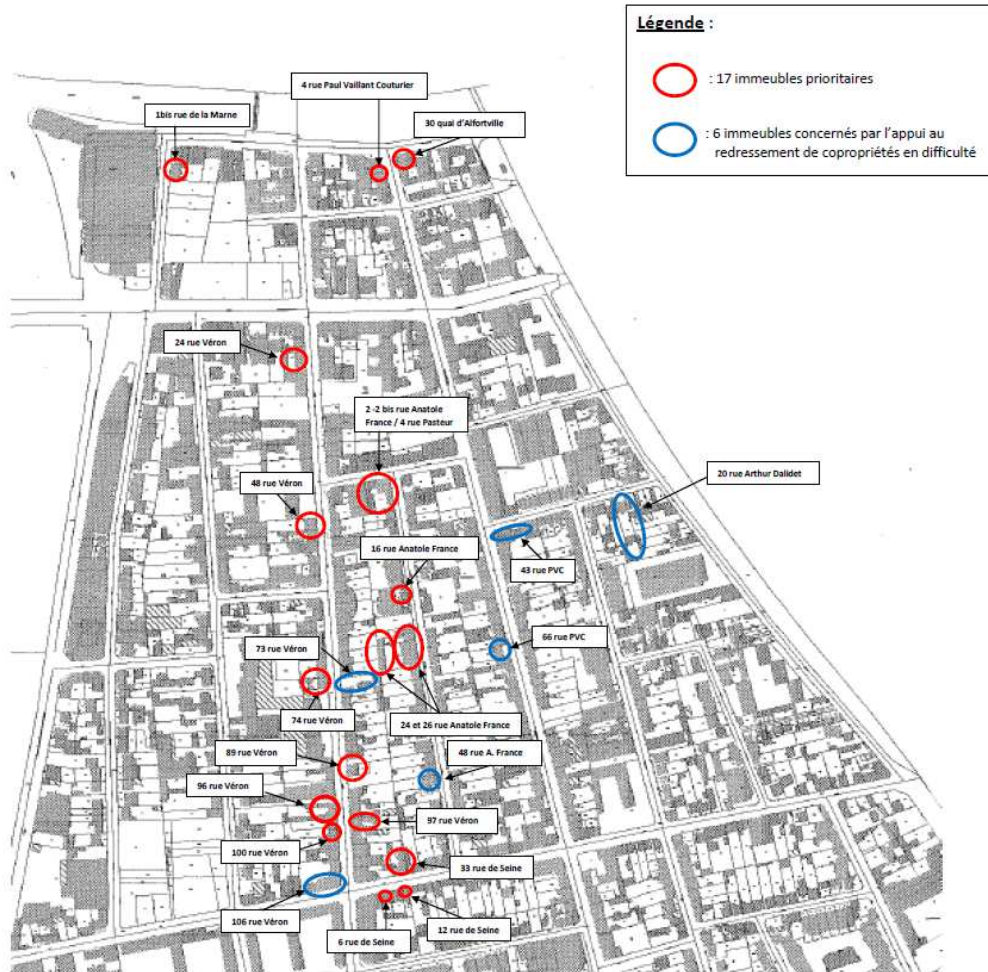 Légende :
: 17 immeubles prioritaires
: 6 immeubles concernés par l'appui au
redressement de copropriétés en difficulté
4 rue Paul Vaillant Couturier
1bis rue de la Marne
30 quai d'Alfortville
24 rue Véron
2 -2 bis rue Anatole
France / 4 rue Pasteur
20 rue Arthur Dalidet
48 rue Véron
16 rue Anatole France
43 rue PVC
73 rue Véron
66 rue PVC
74 rue Véron
24 et 26 rue Anatole France
89 rue Véron
48 rue A. France
96 rue Véron
97 rue Véron
100 rue Véron
33 rue de Seine
106 rue Véron
6 rue de Seine
12 rue de Seine